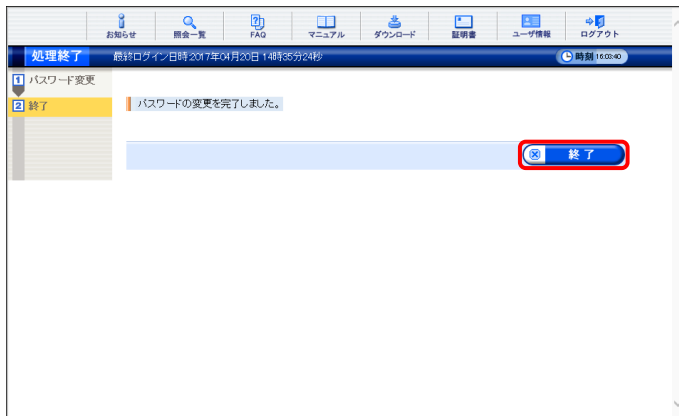 お知らせ 照会一覧 FAQ マニュアル ダウンロード 証明書 ユーザ情報 ログアウト
処理終了 最終ログイン日時:2017年04月20日 14時35分24秒 時刻 16:03:40
1 パスワード変更
2 終了
パスワードの変更を完了しました。
終了